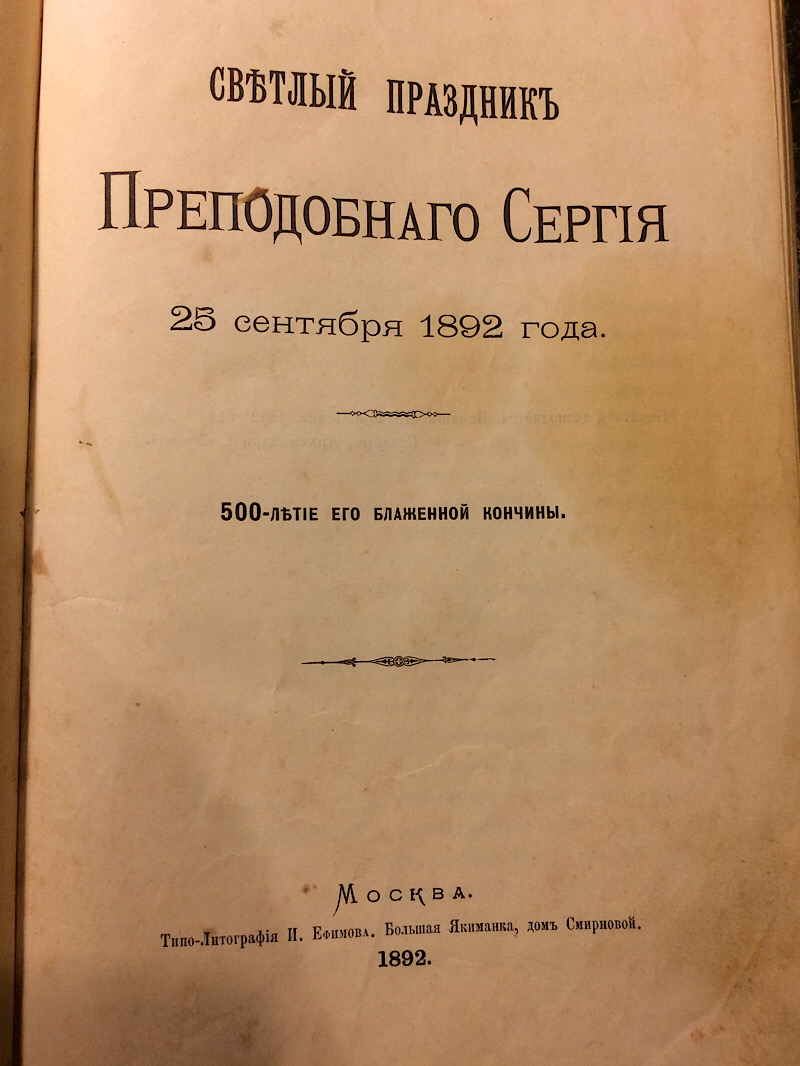 СВѢТЛЫЙ ПРАЗДНИКЪ
ПРЕПОДОБНАГО СЕРГІЯ
25 сентября 1892 года.
500-ЛѢТІЕ ЕГО БЛАЖЕННОЙ КОНЧИНЫ.
МОСКВА.
Типо-Литографія И. Ефимова. Большая Якиманка, домъ Смирновой.
1892.